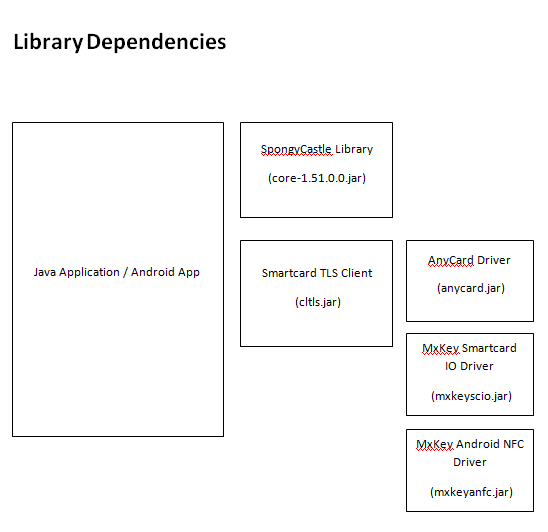 Library Dependencies
SpongyCastle Library
(core-1.51.0.0.jar)
Java Application / Android App
Smartcard TLS Client
(cltls.jar)
AnyCard Driver
(anycard.jar)
MxKey Smartcard
IO Driver
(mxkeyscio.jar)
MxKey Android NFC
Driver
(mxkeyanfc.jar)